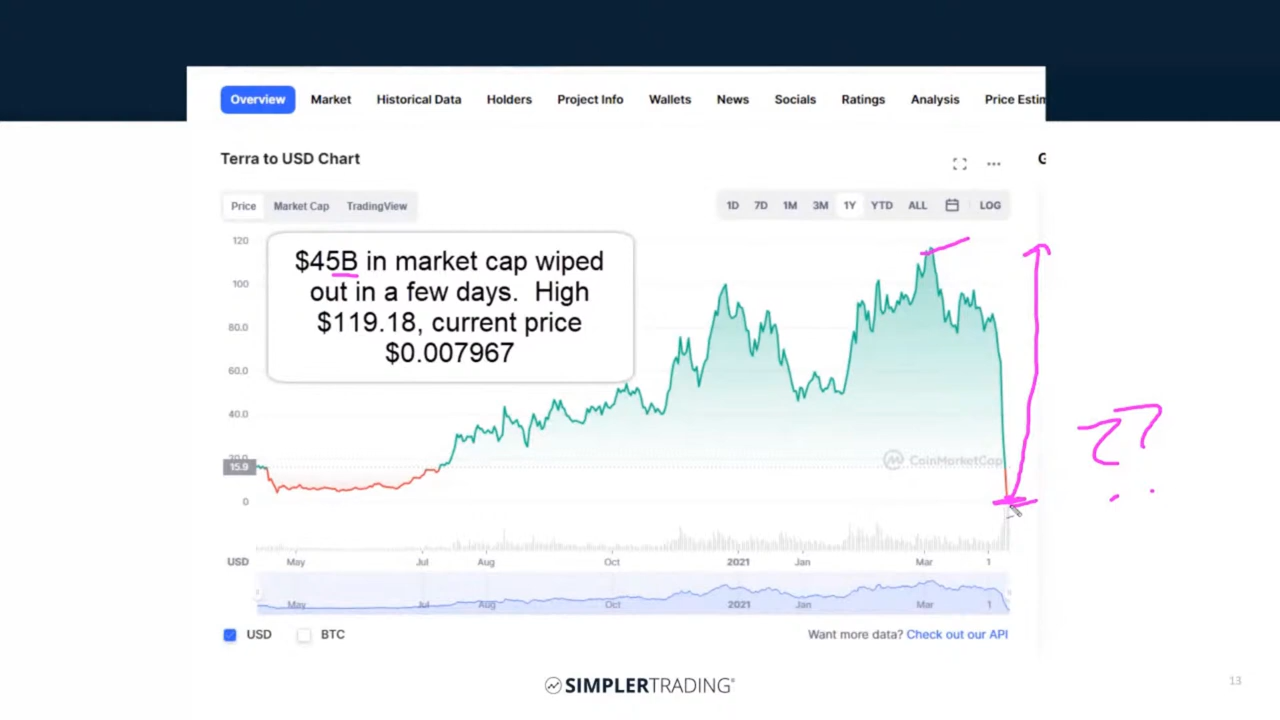 Overview Market Historical Data Holders Project Info Wallets News Socials Ratings Analysis Price Estim
Terra to USD Chart
Price Market Cap TradingView
1D 7D 1M 3M 1Y YTD ALL LOG
$45B in market cap wiped
out in a few days. High
$119.18, current price
$0.007967
120
100
80.0
60.0
40.0
20.0
15.9
0
CoinMarketCap
??
USD May Jul Aug Oct 2021 Jan Mar 1
May Jul Aug Oct 2021 Jan Mar 1
USD BTC
Want more data? Check out our API
SIMPLERTRADING®
13